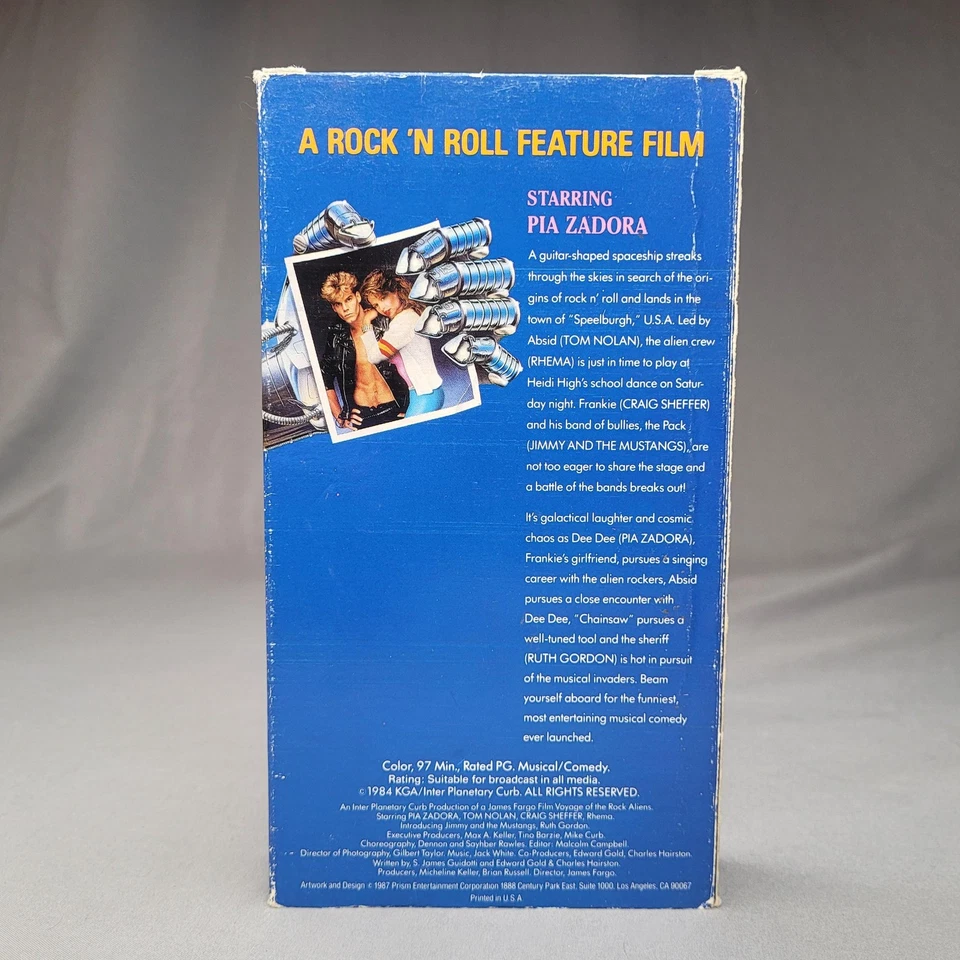 A ROCK 'N ROLL FEATURE FILM
STARRING
PIA ZADORA
A guitar-shaped spaceship streaks
through the skies in search of the ori-
gins of rock n' roll and lands in the
town of "Speelburgh," U.S.A. Led by
Absid (TOM NOLAN), the alien crew
(RHEMA) is just in time to play at
Heidi High's school dance on Satur-
day night. Frankie (CRAIG SHEFFER)
and his band of bullies, the Pack
(JIMMY AND THE MUSTANGS), are
not too eager to share the stage and
a battle of the bands breaks out!
It's galactical laughter and cosmic
chaos as Dee Dee (PIA ZADORA),
Frankie's girlfriend, pursues a singing
career with the alien rockers, Absid
pursues a close encounter with
Dee Dee, "Chainsaw" pursues a
well-tuned tool and the sheriff
(RUTH GORDON) is hot in pursuit
of the musical invaders. Beam
yourself aboard for the funniest,
most entertaining musical comedy
ever launched.
Color, 97 Min., Rated PG. Musical/Comedy.
Rating: Suitable for broadcast in all media.
© 1984 KGA/Inter Planetary Curb. ALL RIGHTS RESERVED.
An Inter Planetary Curb Production of a James Fargo Film Voyage of the Rock Aliens.
Starring PIA ZADORA, TOM NOLAN, CRAIG SHEFFER, Rhema.
Introducing Jimmy and the Mustangs, Ruth Gordon.
Executive Producers, Max A. Keller, Tino Barzie, Mike Curb.
Choreography, Dennon and Sayhber Rawles. Editor: Malcolm Campbell.
Director of Photography, Gilbert Taylor. Music, Jack White. Co-Producers, Edward Gold, Charles Hairston.
Written by, S. James Guidotti and Edward Gold & Charles Hairston.
Producers, Micheline Keller, Brian Russell. Director, James Fargo.
Artwork and Design © 1987 Prism Entertainment Corporation 1888 Century Park East, Suite 1000, Los Angeles, CA 90067
Printed in U.S.A.